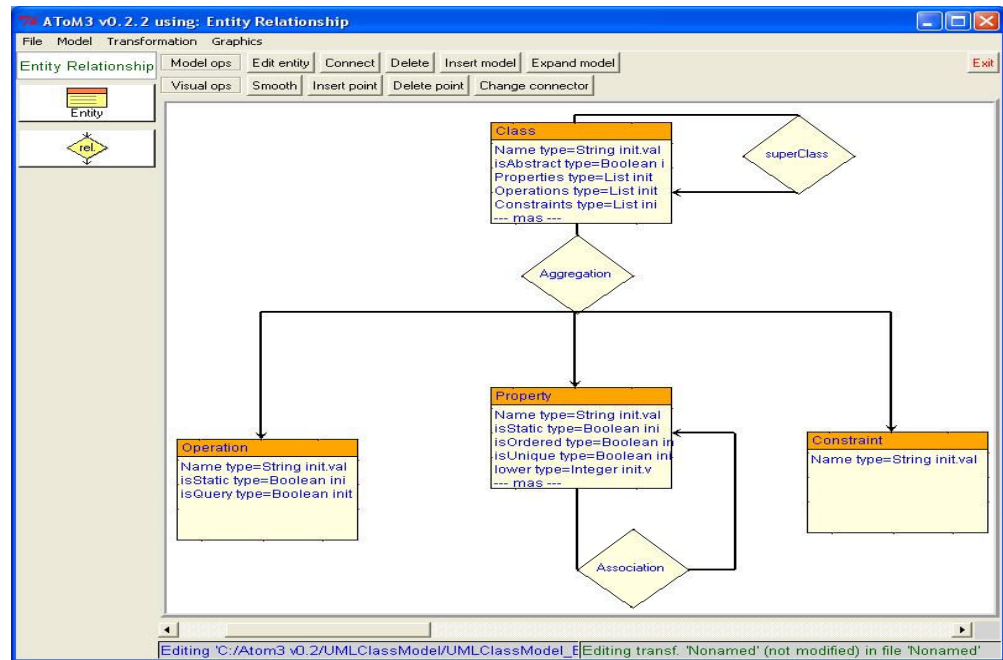 AToM3 v0.2.2 using: Entity Relationship
File Model Transformation Graphics
Entity Relationship
Model ops Edit entity Connect Delete Insert model Expand model Exit
Visual ops Smooth Insert point Delete point Change connector
Entity
rel.
Class
Name type=String init.val
isAbstract type=Boolean i
Properties type=List init
Operations type=List init
Constraints type=List ini
--- mas ---
superClass
Aggregation
Operation
Name type=String init.val
isStatic type=Boolean ini
isQuery type=Boolean init
Property
Name type=String init.val
isStatic type=Boolean ini
isOrdered type=Boolean in
isUnique type=Boolean ini
lower type=Integer init.v
--- mas ---
Constraint
Name type=String init.val
Association
Editing 'C:/Atom3 v0.2/UMLClassModel/UMLClassModel_E
Editing transf. 'Nonamed' (not modified) in file 'Nonamed'